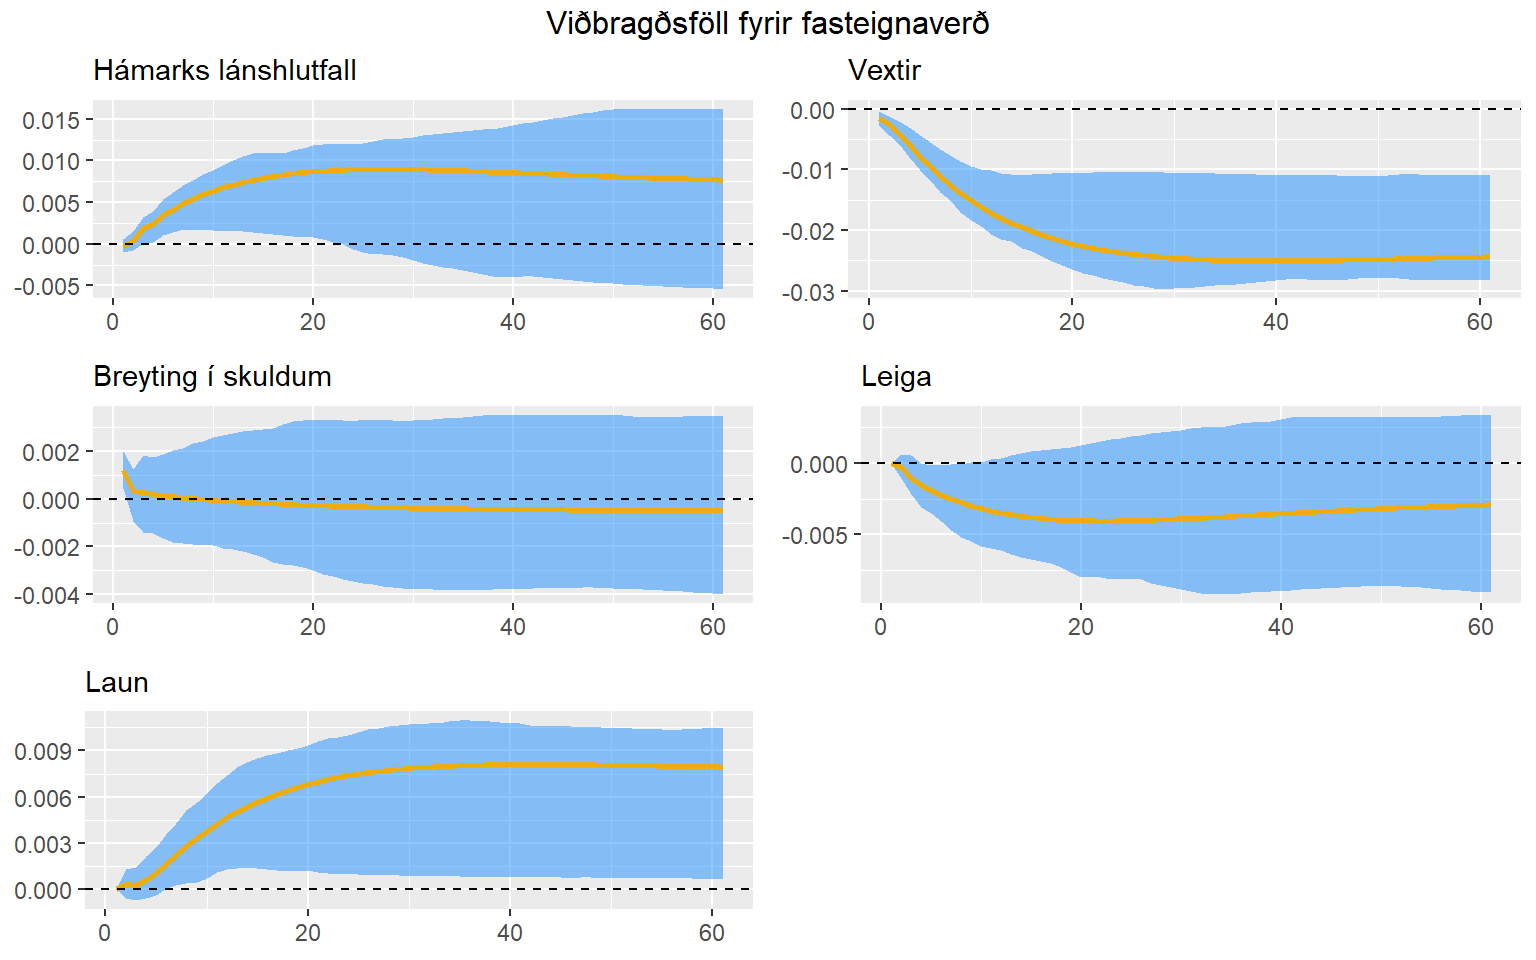 Viðbragðsföll fyrir fasteignaverð
Hámarks lánshlutfall
0.015
0.010
0.005
0.000
-0.005
0 20 40 60
Vextir
0.00
-0.01
-0.02
-0.03
0 20 40 60
Breyting í skuldum
0.002
0.000
-0.002
-0.004
0 20 40 60
Leiga
0.000
-0.005
0 20 40 60
Laun
0.009
0.006
0.003
0.000
0 20 40 60